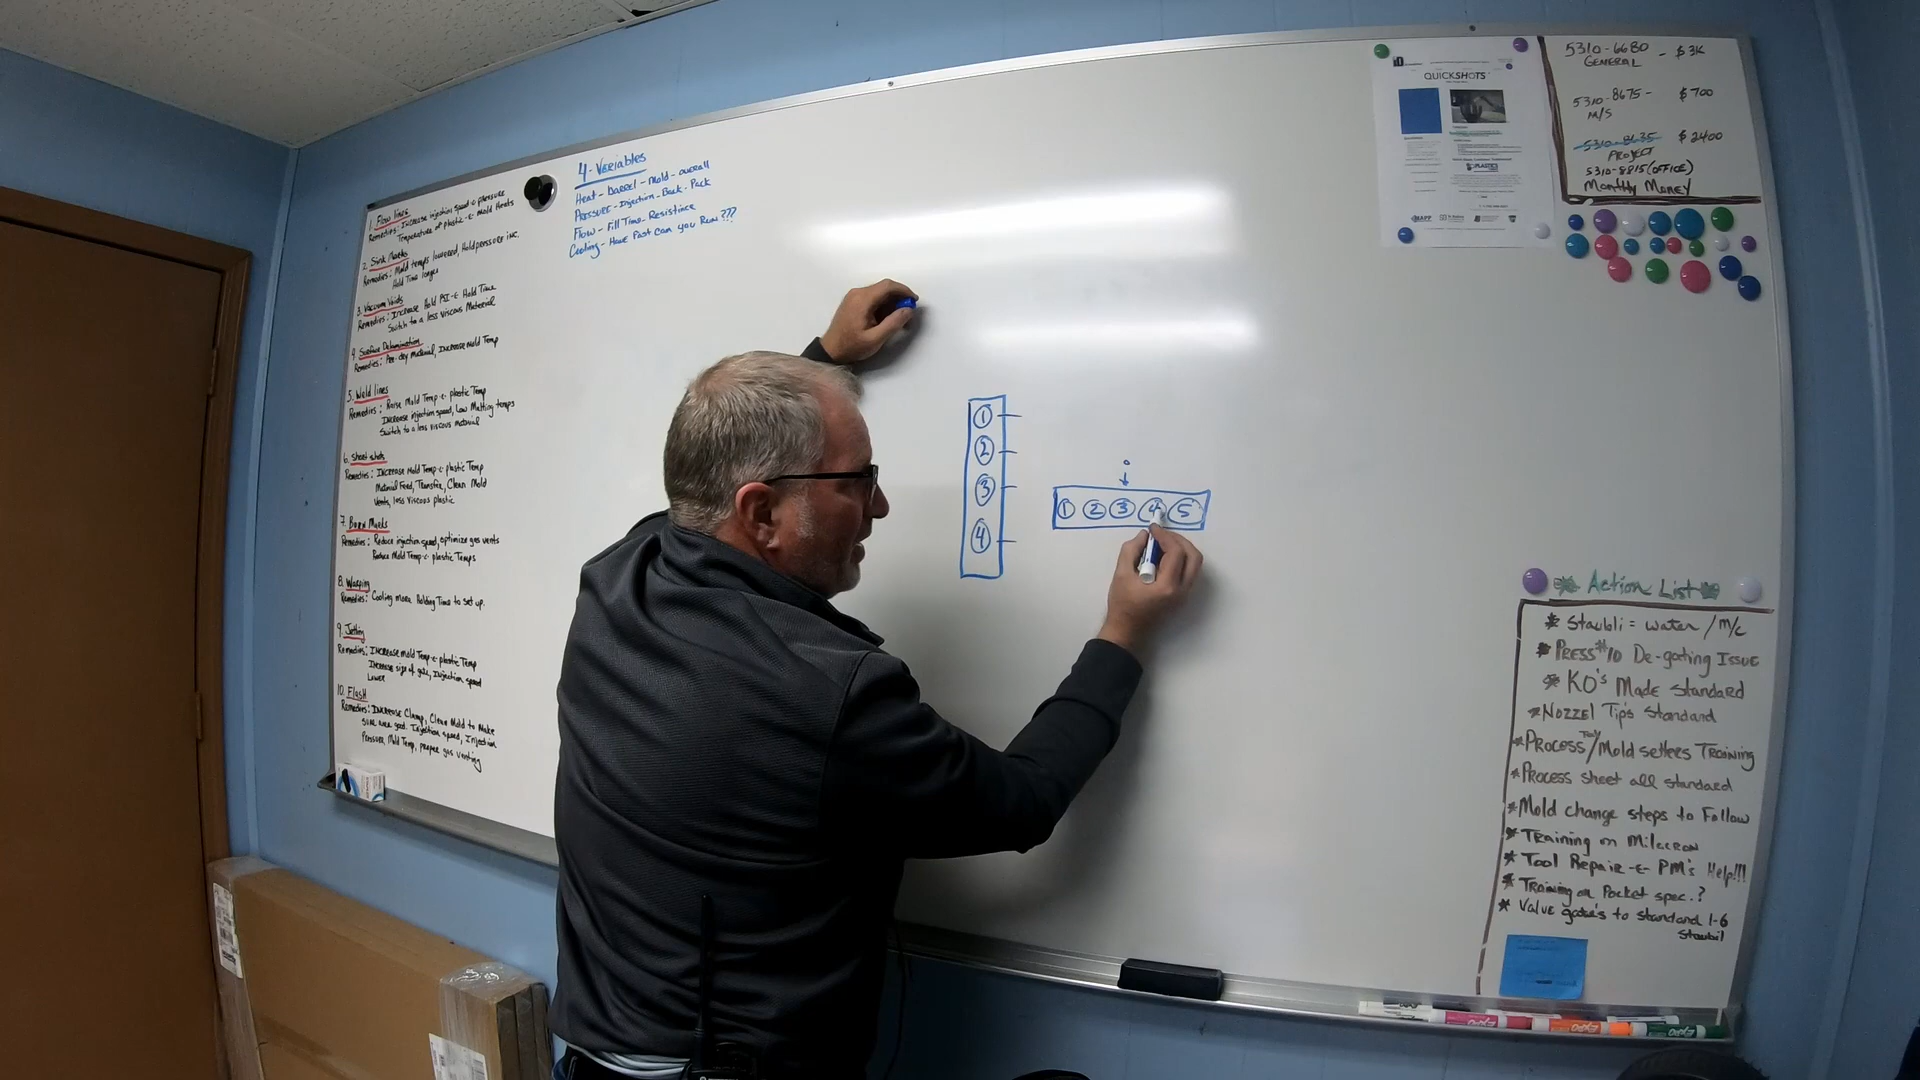 1. Flow lines
Remedies: Increase injection speed & pressure
Temperature of plastic & mold Heats
2. Sink Marks
Remedies: Mold temps lowered, Hold pressure inc.
Hold Time longer
3. Vacuum Voids
Remedies: Increase Hold PSI & Hold Time
Switch to a less viscous Material
4. Surface Delamination
Remedies: Pre-dry Material, Increase Mold Temp
5. Weld lines
Remedies: Raise Mold Temp & plastic Temp
Increase injection speed, Low Melting temps
Switch to a less viscous material
6. Short shots
Remedies: INCREASE Mold Temp & plastic Temp
Material Feed, Transfer, Clean Mold
Vents, less viscous plastic
7. Born Marks
Remedies: Reduce injection speed, optimize gas vents
Reduce Mold Temp & plastic Temps
8. Warping
Remedies: Cooling more Holding Time to set up.
9. Jetting
Remedies: INCREASE mold Temp & plastic Temp
Increase size of gate, Injection speed
Lower
10. Flash
Remedies: INCREASE Clamp, Clean Mold to Make
sure area good. Injection speed, Injection
Pressure, Mold Temp, proper gas venting
4-Veriables
Heat - barrel - Mold - overall
PRESSURE - Injection - Back - Pack
Flow - Fill Time - Resistince
Cooling - How Fast can you Run???
1
2
3
4
1 2 3 4 5
QUICKSHOTS
PLASTICS
MAPP
5310-6680 - $3K
GENERAL
5310-8675 - $700
M/S
5310-8635 $2400
PROJECT
5310-8815 (OFFICE)
Monthly Money
Action List
* Staubli = water / M/C
* PRESS #10 De-gating Issue
* KO's Made Standard
* Nozzel Tip's Standard
* Process Tech/Mold setters Training
* Process sheet all standard
* Mold change steps to Follow
* Training on Milacron
* Tool Repair & PM's Help!!!
* Training on Pocket spec.?
* Value gate's to standard 1-6
Staubil
EXPO
EXPO
EXPO